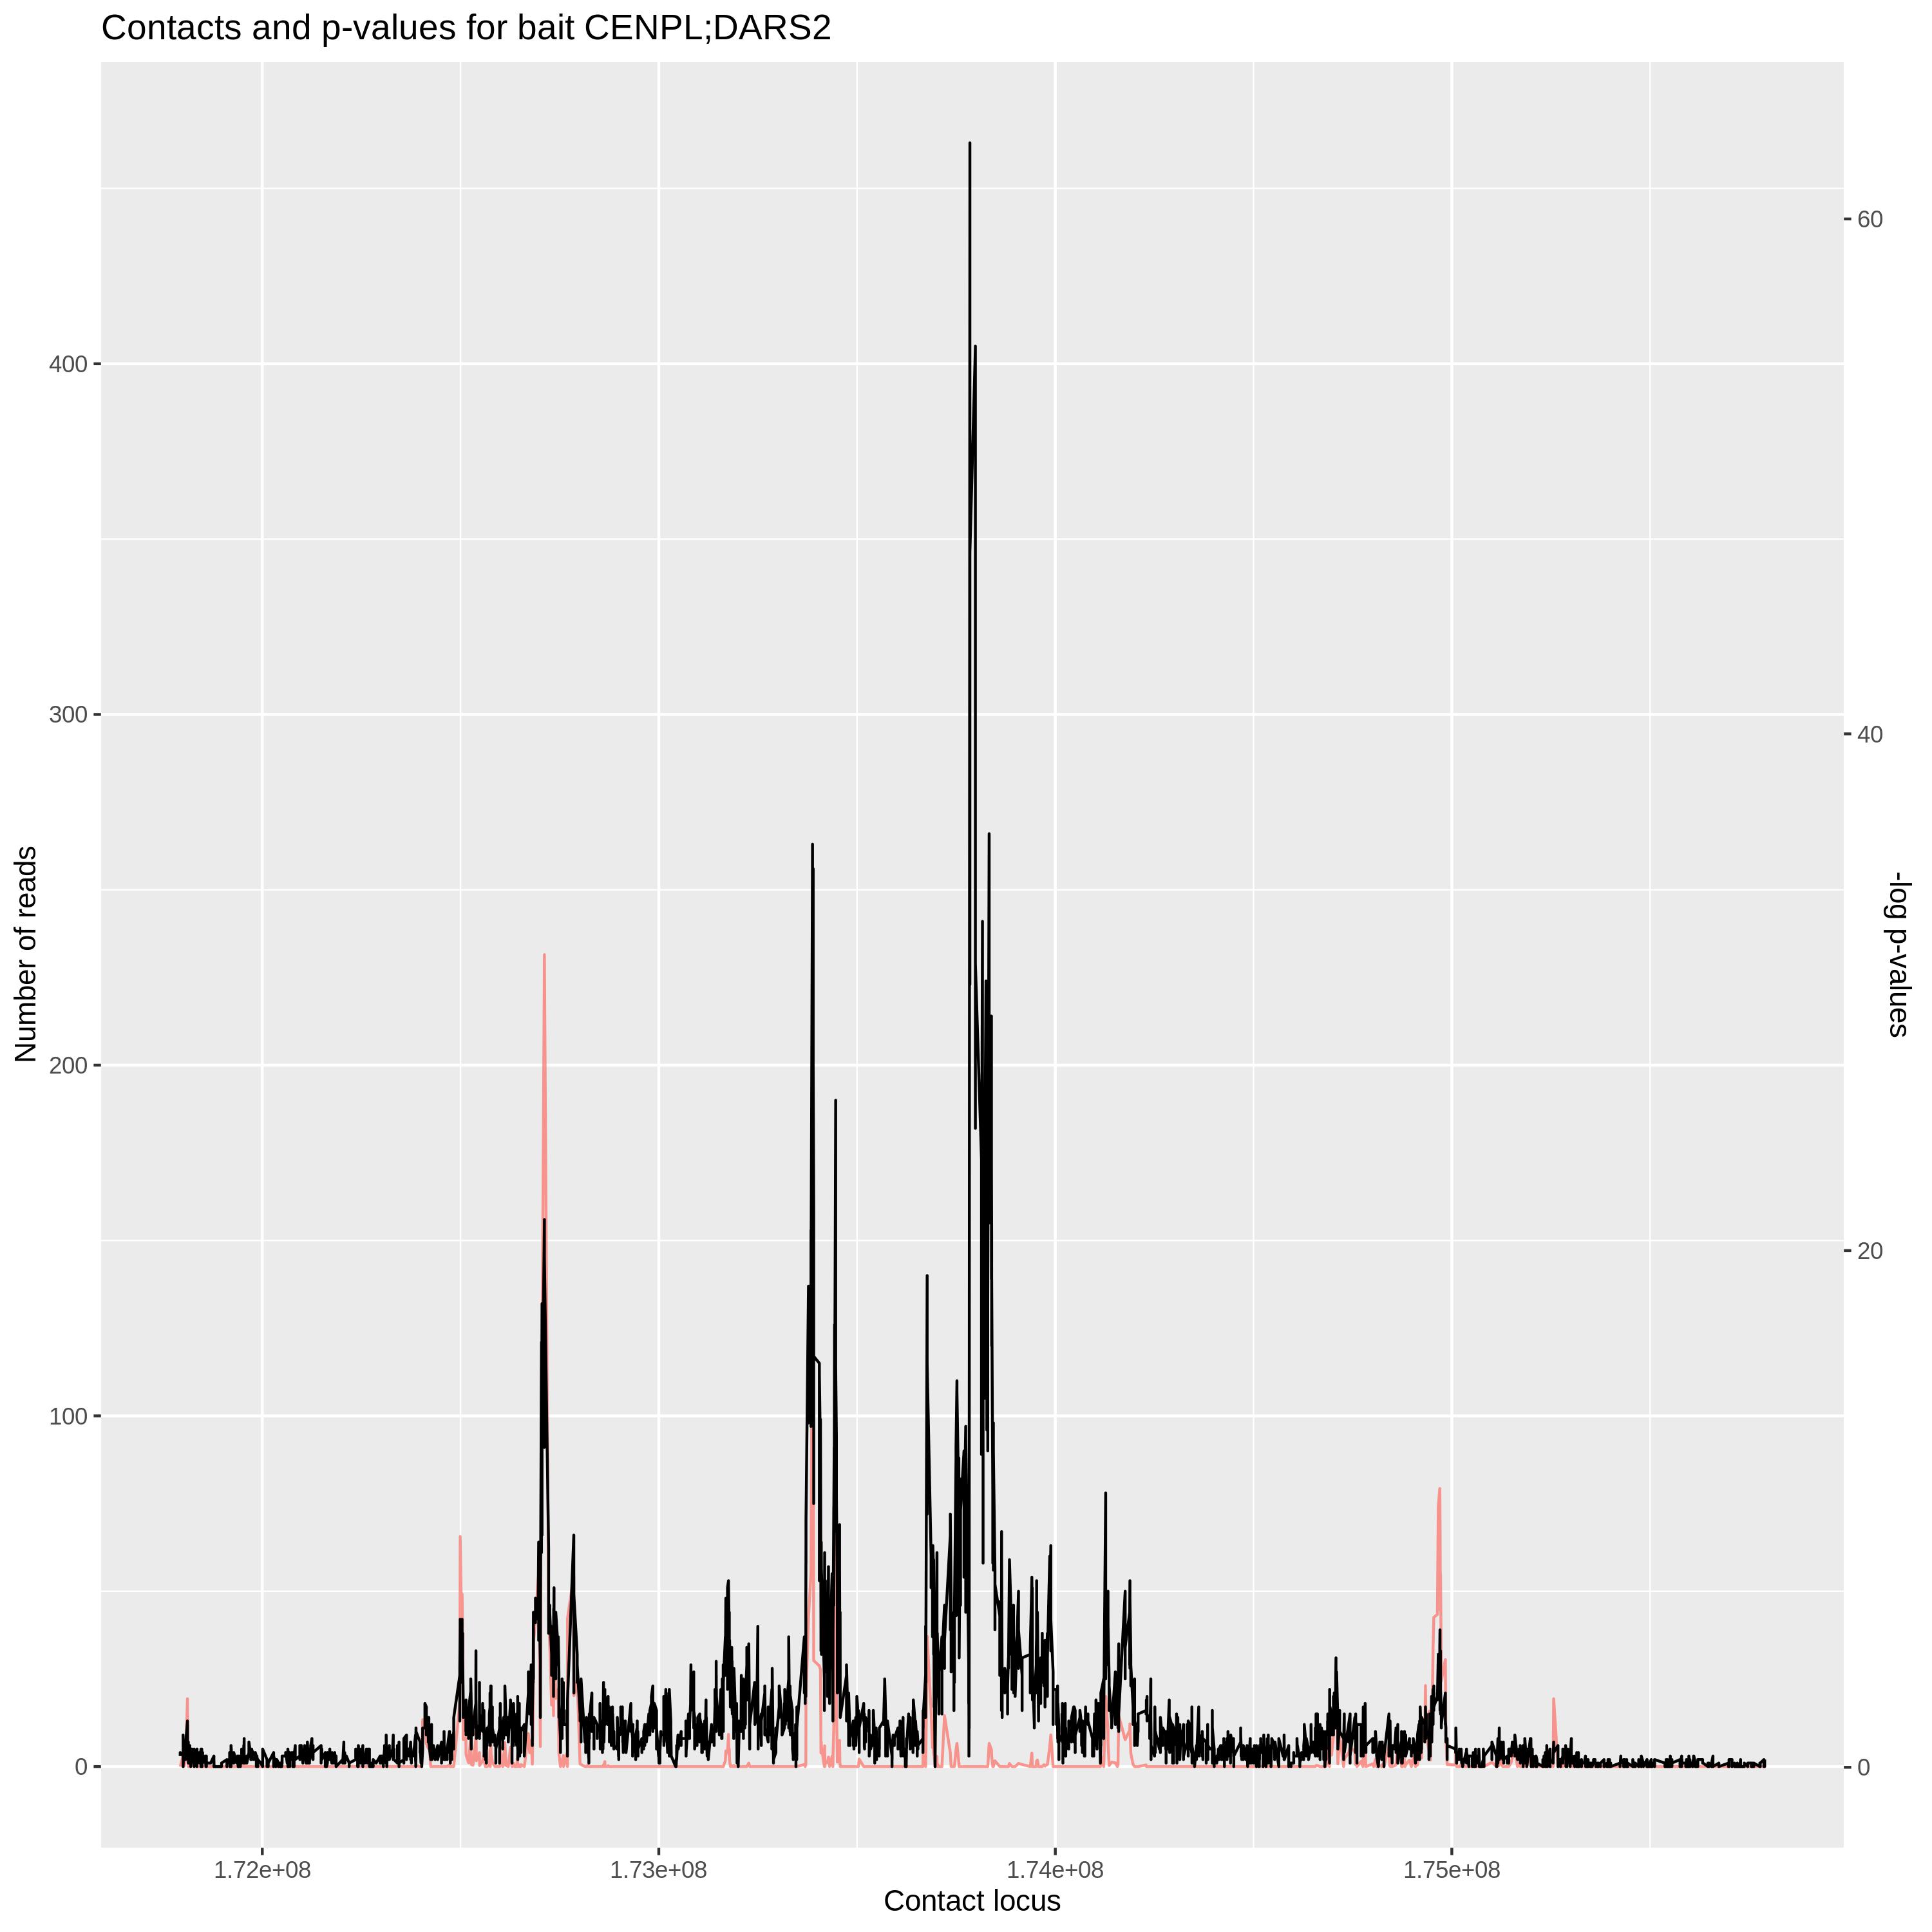 Contacts and p-values for bait CENPL;DARS2
400
300
200
100
0
Number of reads
60
40
20
0
-log p-values
1.72e+08
1.73e+08
1.74e+08
1.75e+08
Contact locus